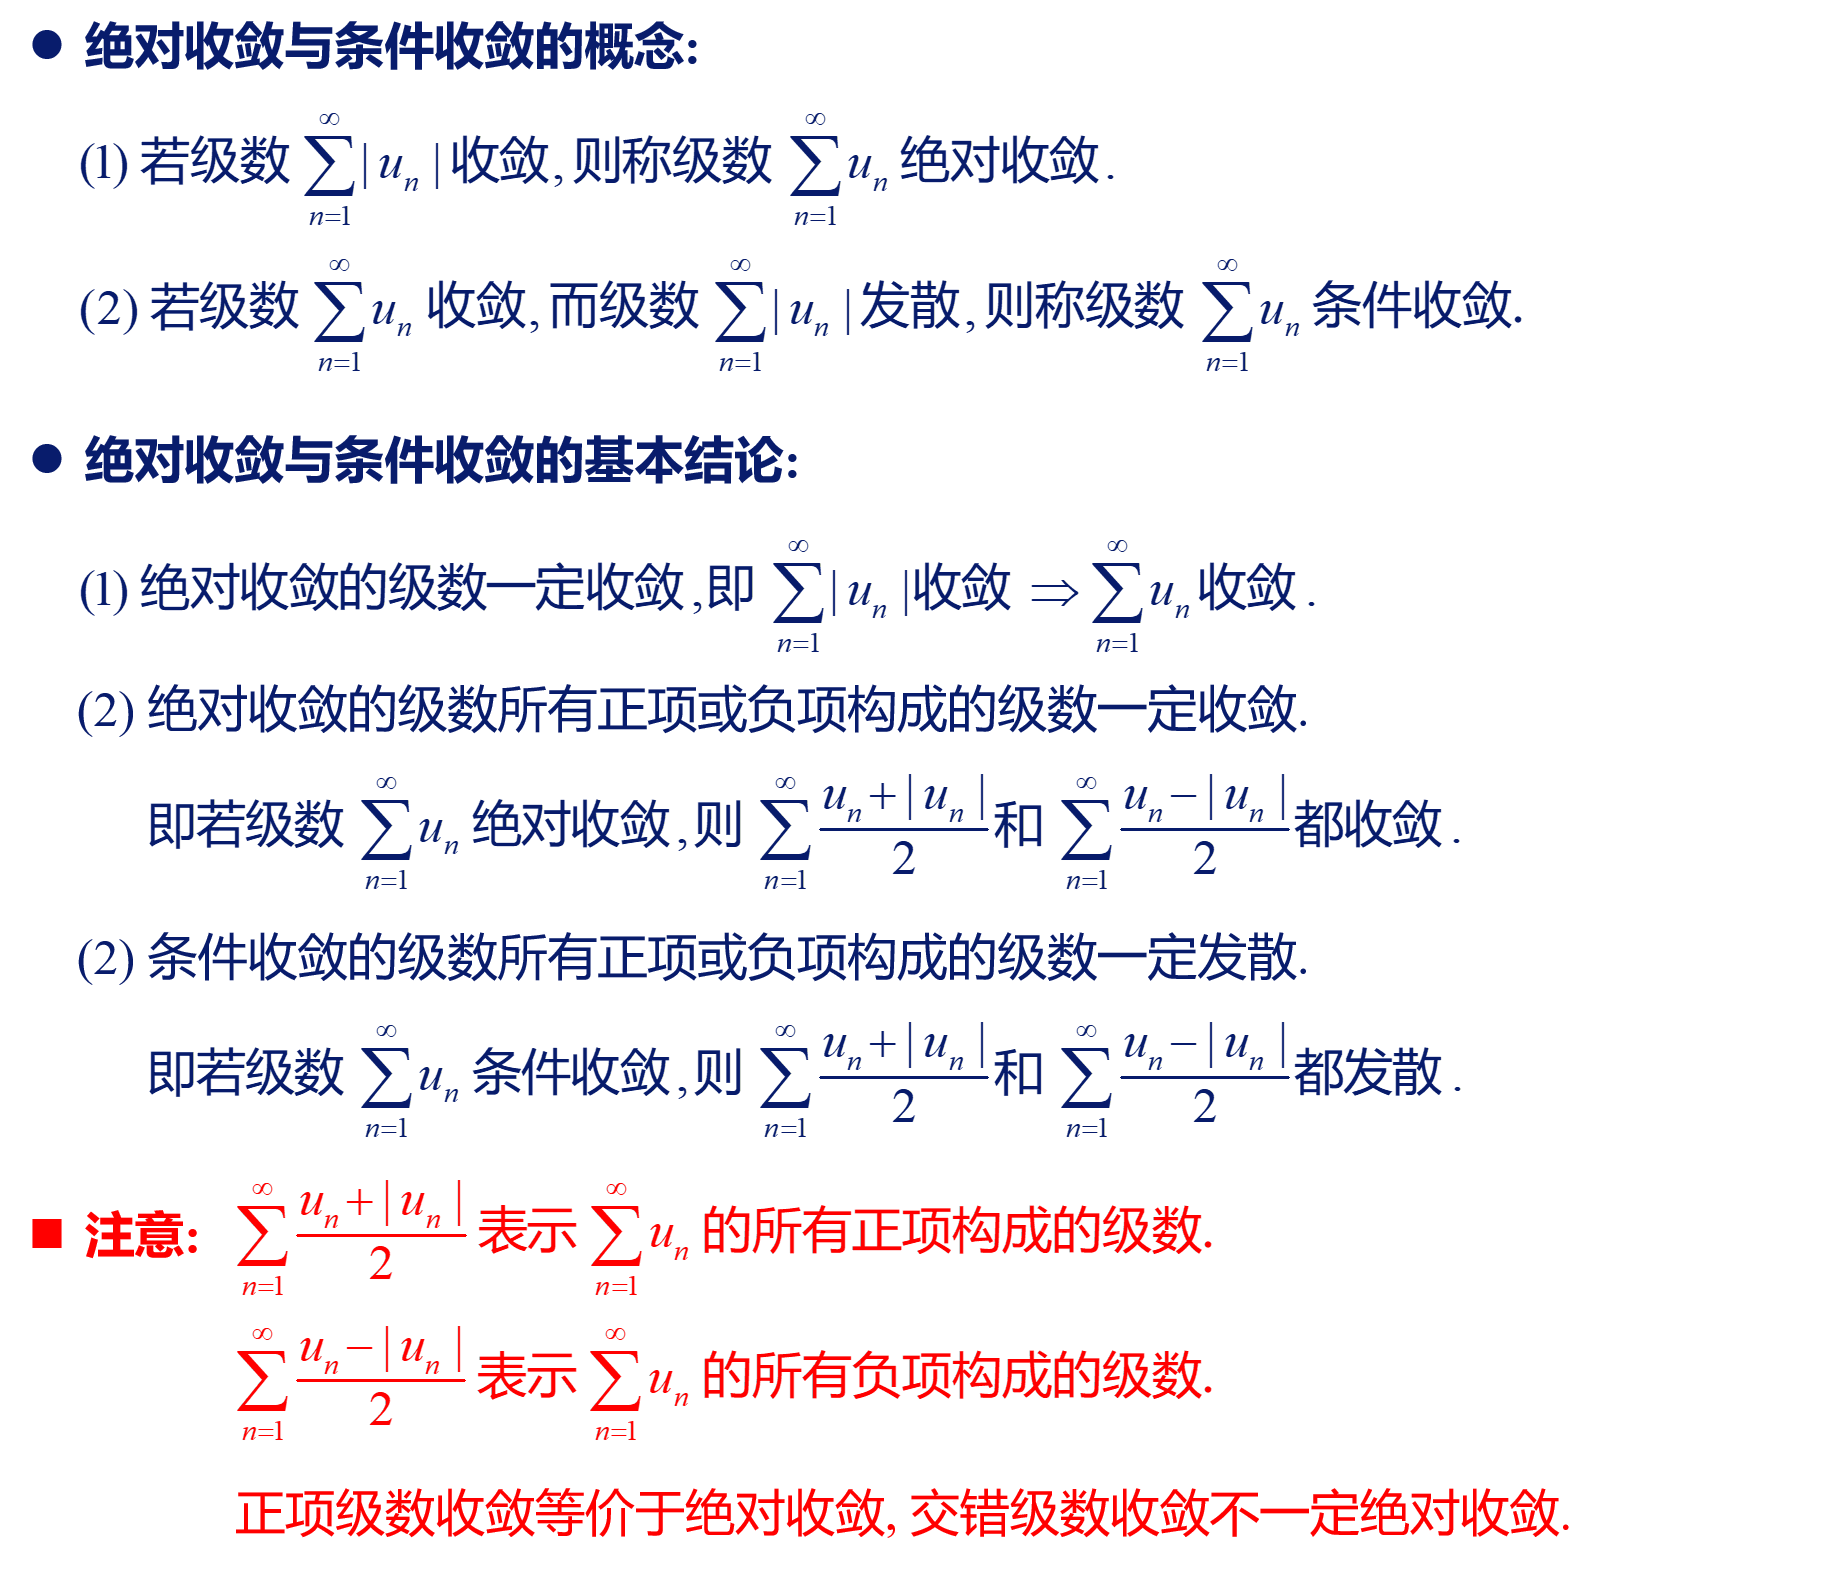 ● 绝对收敛与条件收敛的概念:
(1) 若级数 $\sum_{n=1}^{\infty}|u_n|$ 收敛, 则称级数 $\sum_{n=1}^{\infty}u_n$ 绝对收敛.
(2) 若级数 $\sum_{n=1}^{\infty}u_n$ 收敛, 而级数 $\sum_{n=1}^{\infty}|u_n|$ 发散, 则称级数 $\sum_{n=1}^{\infty}u_n$ 条件收敛.
● 绝对收敛与条件收敛的基本结论:
(1) 绝对收敛的级数一定收敛, 即 $\sum_{n=1}^{\infty}|u_n|$ 收敛 $\Rightarrow \sum_{n=1}^{\infty}u_n$ 收敛.
(2) 绝对收敛的级数所有正项或负项构成的级数一定收敛.
即若级数 $\sum_{n=1}^{\infty}u_n$ 绝对收敛, 则 $\sum_{n=1}^{\infty}\frac{u_n+|u_n|}{2}$ 和 $\sum_{n=1}^{\infty}\frac{u_n-|u_n|}{2}$ 都收敛.
(2) 条件收敛的级数所有正项或负项构成的级数一定发散.
即若级数 $\sum_{n=1}^{\infty}u_n$ 条件收敛, 则 $\sum_{n=1}^{\infty}\frac{u_n+|u_n|}{2}$ 和 $\sum_{n=1}^{\infty}\frac{u_n-|u_n|}{2}$ 都发散.
■ 注意: $\sum_{n=1}^{\infty}\frac{u_n+|u_n|}{2}$ 表示 $\sum_{n=1}^{\infty}u_n$ 的所有正项构成的级数.
$\sum_{n=1}^{\infty}\frac{u_n-|u_n|}{2}$ 表示 $\sum_{n=1}^{\infty}u_n$ 的所有负项构成的级数.
正项级数收敛等价于绝对收敛, 交错级数收敛不一定绝对收敛.